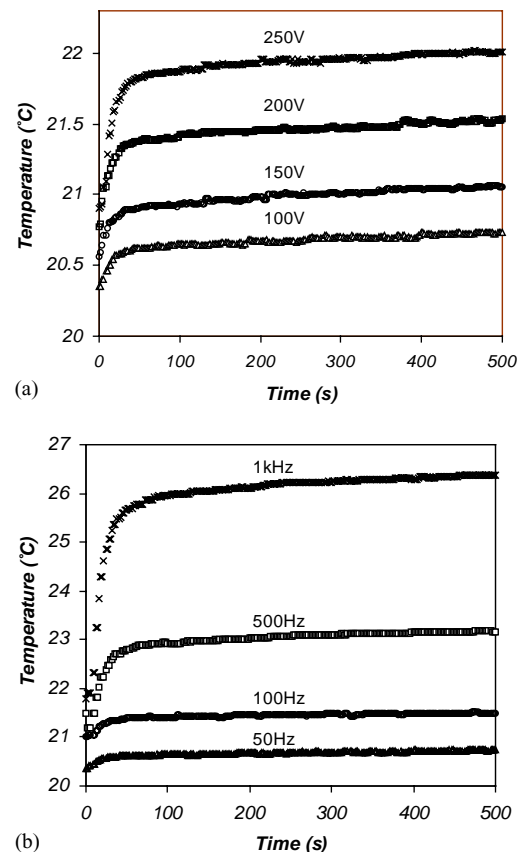 22
250V
21.5
200V
21
150V
100V
20.5
20
0 100 200 300 400 500
Temperature (˚C)
Time (s)
(a)
27
1kHz
26
25
24
23
500Hz
22
100Hz
21
50Hz
20
0 100 200 300 400 500
Temperature (˚C)
Time (s)
(b)